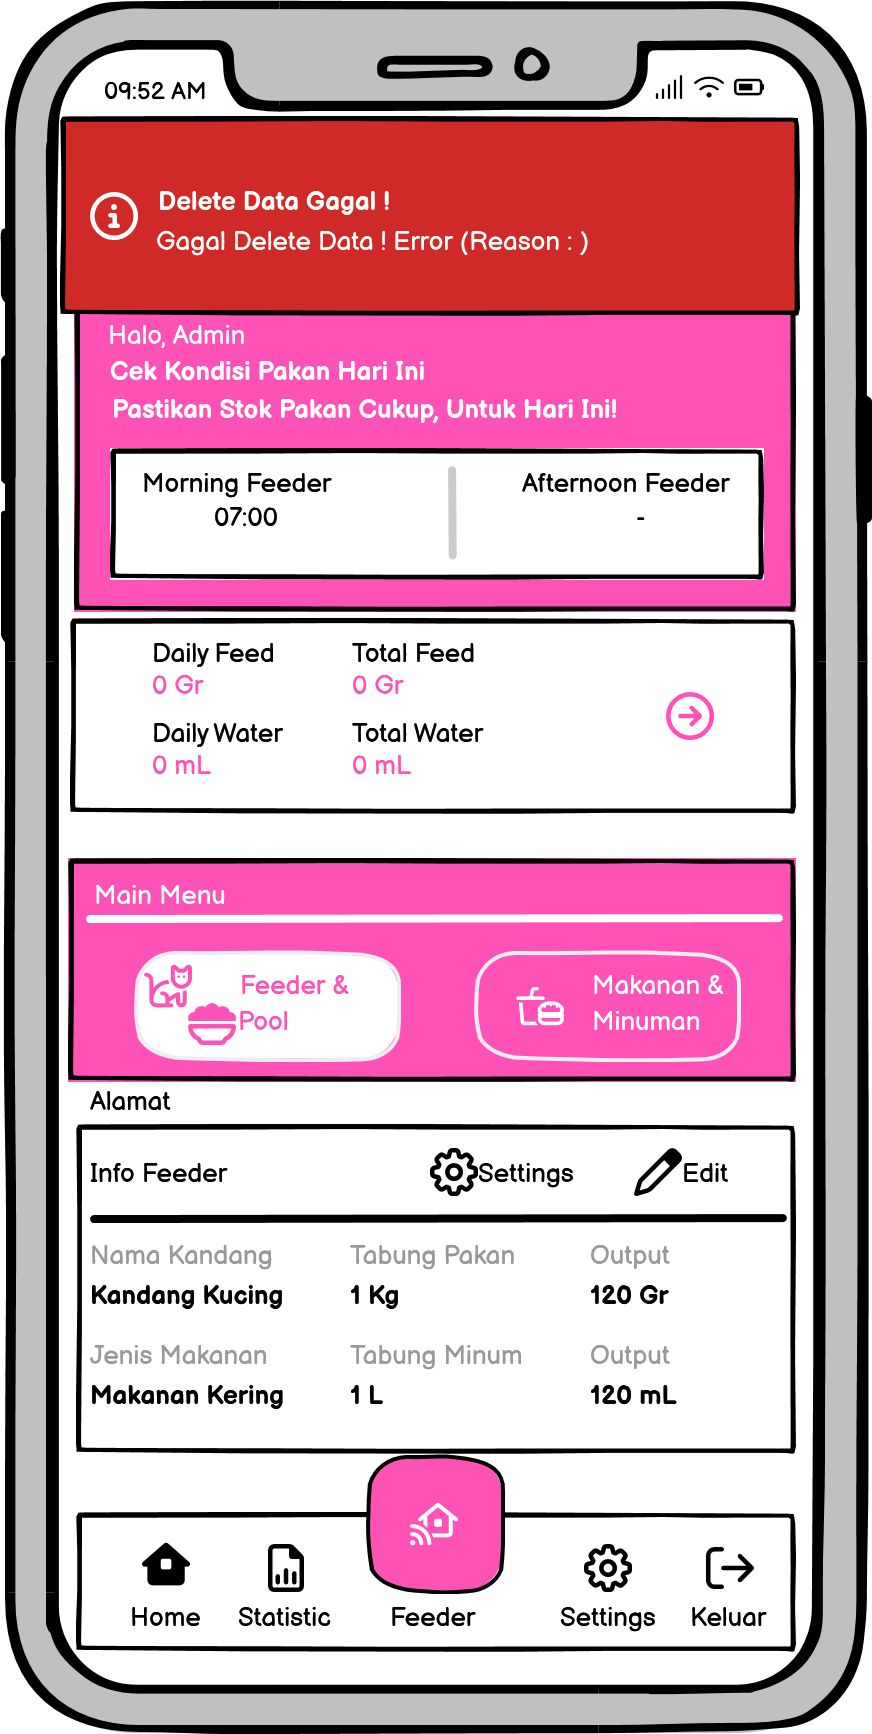 09:52 AM
Delete Data Gagal !
Gagal Delete Data ! Error (Reason : )
Halo, Admin
Cek Kondisi Pakan Hari Ini
Pastikan Stok Pakan Cukup, Untuk Hari Ini!
Morning Feeder
07:00
Afternoon Feeder
-
Daily Feed
0 Gr
Total Feed
0 Gr
Daily Water
0 mL
Total Water
0 mL
Main Menu
Feeder &
Pool
Makanan &
Minuman
Alamat
Info Feeder
Settings
Edit
Nama Kandang
Kandang Kucing
Tabung Pakan
1 Kg
Output
120 Gr
Jenis Makanan
Makanan Kering
Tabung Minum
1 L
Output
120 mL
Home
Statistic
Feeder
Settings
Keluar